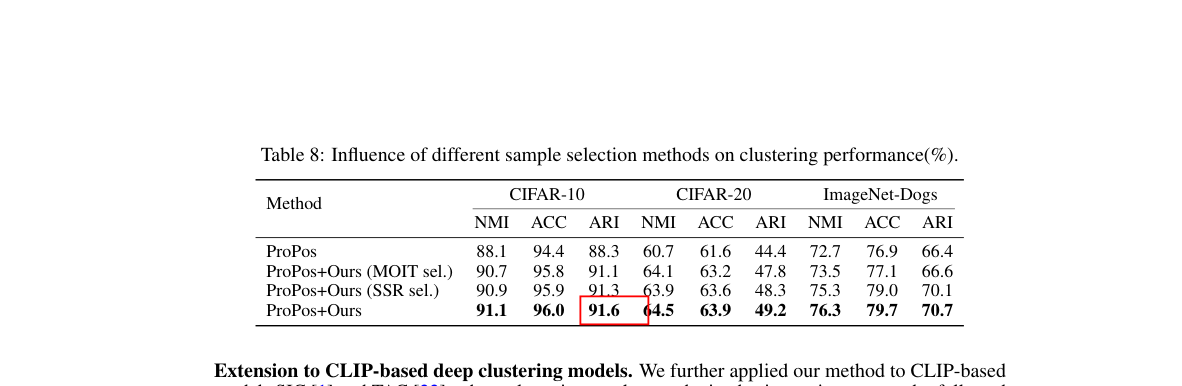 Table 8: Influence of different sample selection methods on clustering performance(%).
Method CIFAR-10 CIFAR-20 ImageNet-Dogs
NMI ACC ARI NMI ACC ARI NMI ACC ARI
ProPos 88.1 94.4 88.3 60.7 61.6 44.4 72.7 76.9 66.4
ProPos+Ours (MOIT sel.) 90.7 95.8 91.1 64.1 63.2 47.8 73.5 77.1 66.6
ProPos+Ours (SSR sel.) 90.9 95.9 91.3 63.9 63.6 48.3 75.3 79.0 70.1
ProPos+Ours 91.1 96.0 91.6 64.5 63.9 49.2 76.3 79.7 70.7
Extension to CLIP-based deep clustering models. We further applied our method to CLIP-based